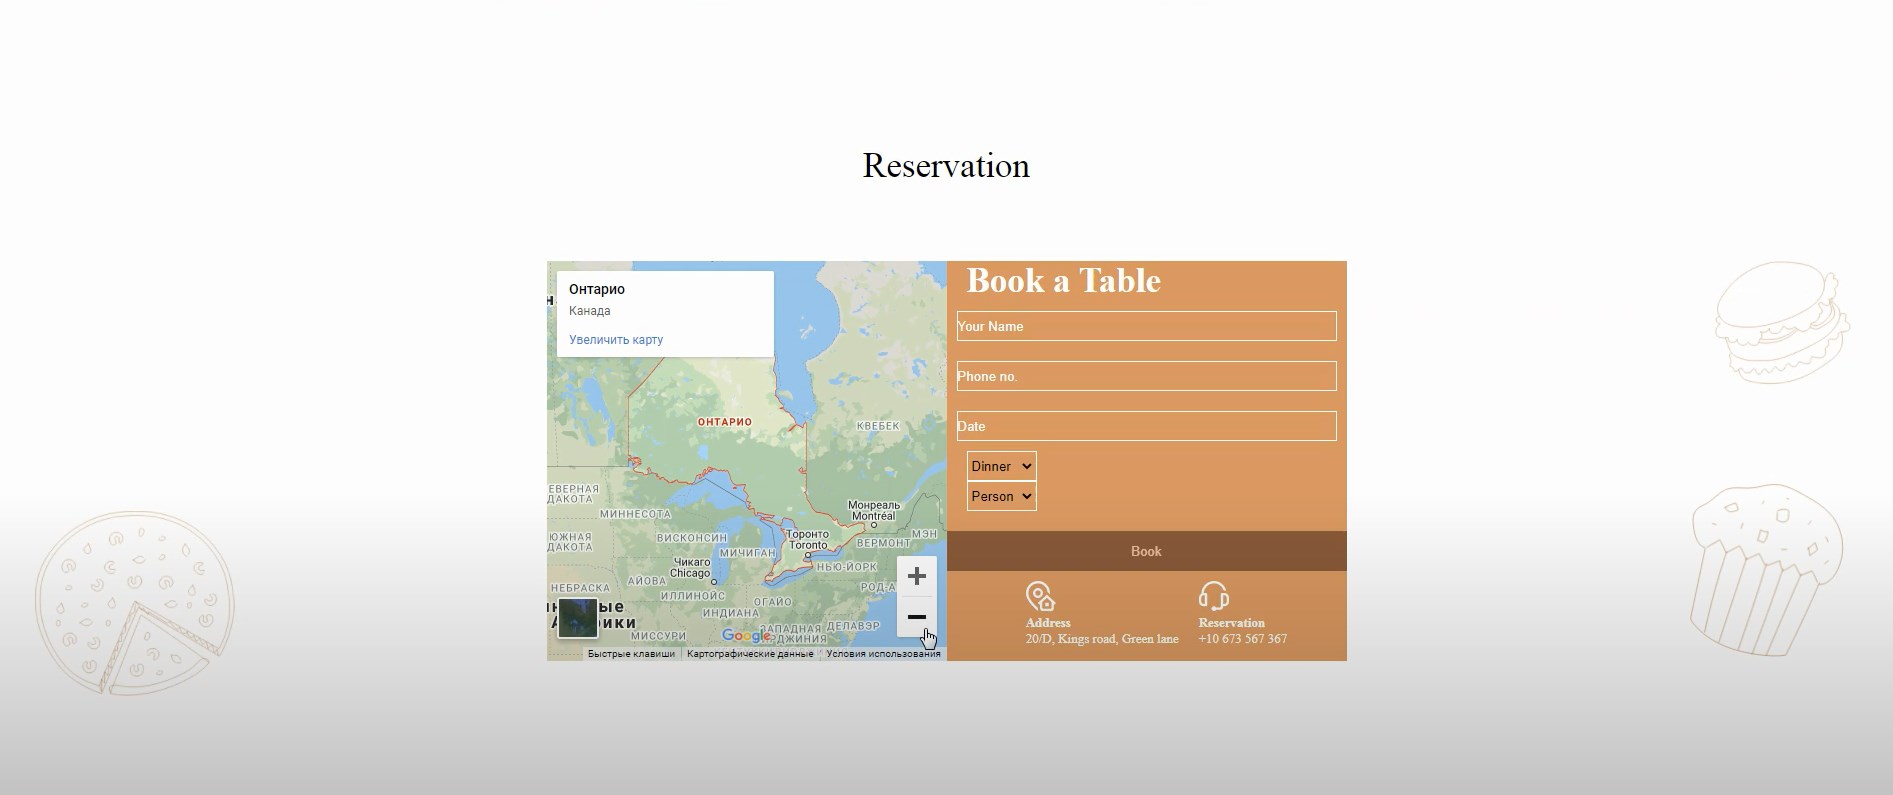 Reservation
Онтарио
Канада
Увеличить карту
ОНТАРИО
КВЕБЕК
Монреаль
Montréal
МЭН
ВЕРМОНТ
Торонто
Toronto
НЬЮ-ЙОРК
МИННЕСОТА
ВИСКОНСИН
МИЧИГАН
ЕВЕРНАЯ
ДАКОТА
ЮЖНАЯ
ДАКОТА
Чикаго
Chicago
АЙОВА
НЕБРАСКА
ИЛЛИНОЙС
ИНДИАНА
ОГАЙО
РОД-А
ДЕЛАВЭР
МИССУРИ
ЗАПАДНАЯ
Google
Быстрые клавиши
Картографические данные
Условия использования
Book a Table
Your Name
Phone no.
Date
Dinner
Person
Book
Address
20/D, Kings road, Green lane
Reservation
+10 673 567 367